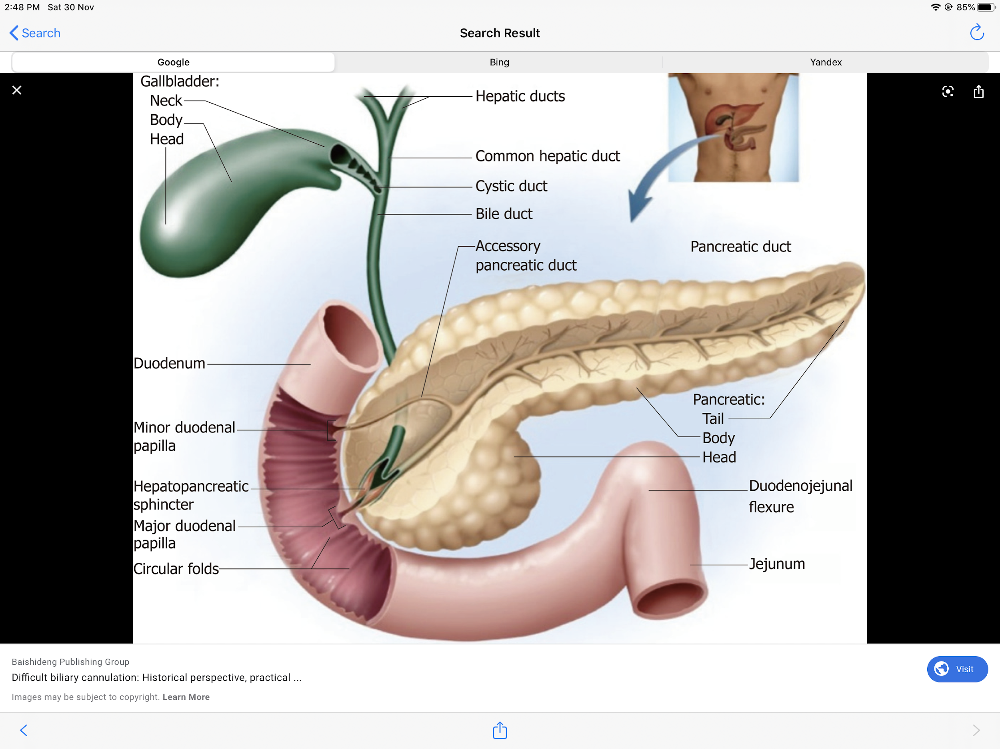 2:48 PM Sat 30 Nov
85%
Search
Search Result
Google
Bing
Yandex
Gallbladder:
Neck
Body
Head
Hepatic ducts
Common hepatic duct
Cystic duct
Bile duct
Accessory
pancreatic duct
Pancreatic duct
Duodenum
Minor duodenal
papilla
Hepatopancreatic
sphincter
Major duodenal
papilla
Circular folds
Pancreatic:
Tail
Body
Head
Duodenojejunal
flexure
Jejunum
Baishideng Publishing Group
Difficult biliary cannulation: Historical perspective, practical ...
Images may be subject to copyright. Learn More
Visit